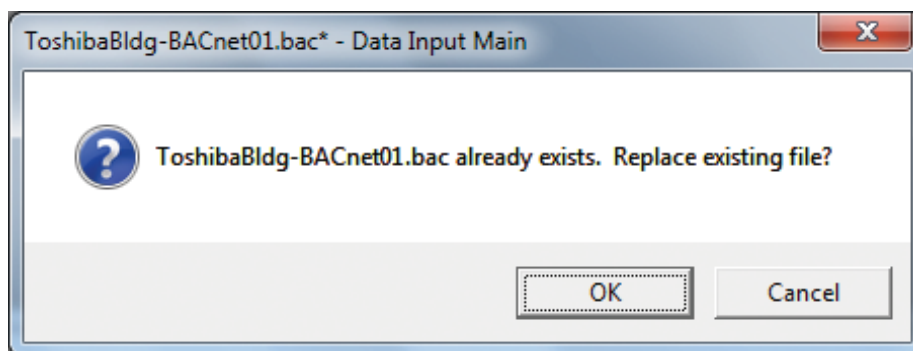 ToshibaBldg-BACnet01.bac* - Data Input Main
ToshibaBldg-BACnet01.bac already exists.  Replace existing file?
OK
Cancel